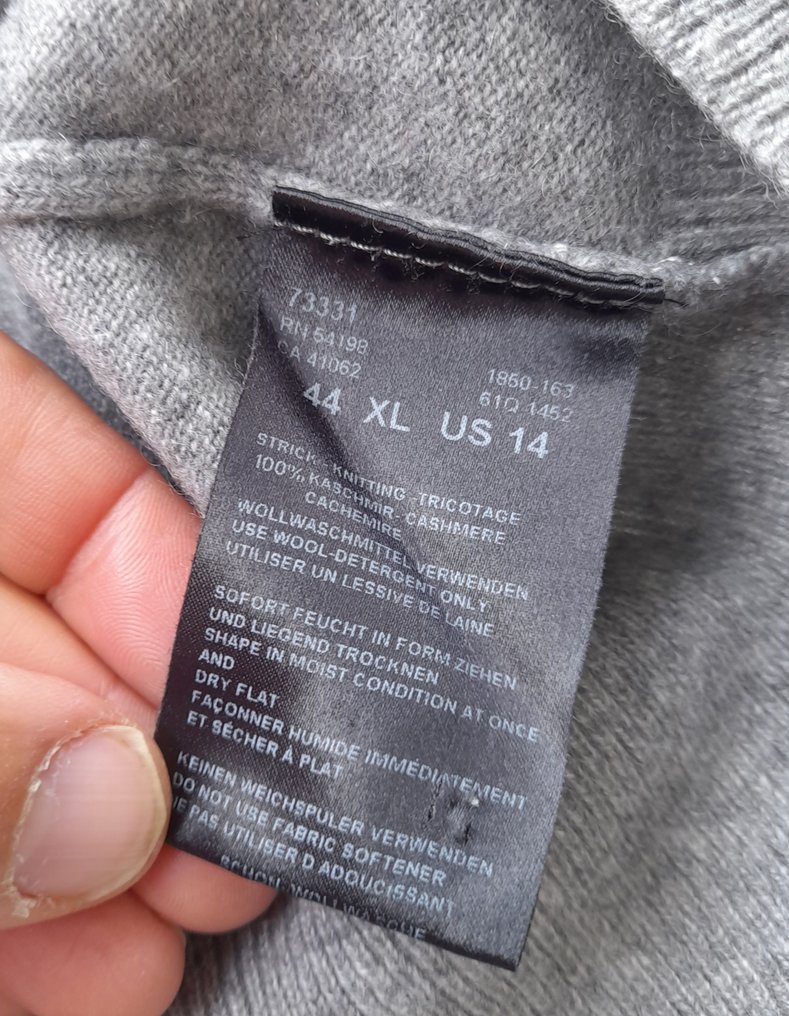 73331
RN 54198
CA 41062
1850-163
61Q 1452
44 XL US 14
STRICK- KNITTING -TRICOTAGE
100% KASCHMIR- CASHMERE
CACHEMIRE
WOLLWASCHMITTEL VERWENDEN
USE WOOL-DETERGENT ONLY
UTILISER UN LESSIVE DE LAINE
SOFORT FEUCHT IN FORM ZIEHEN
UND LIEGEND TROCKNEN
SHAPE IN MOIST CONDITION AT ONCE
AND
DRY FLAT
FAÇONNER HUMIDE IMMÉDIATEMENT
ET SÉCHER À PLAT
KEINEN WEICHSPULER VERWENDEN
DO NOT USE FABRIC SOFTENER
NE PAS UTILISER D ADOUCISSANT